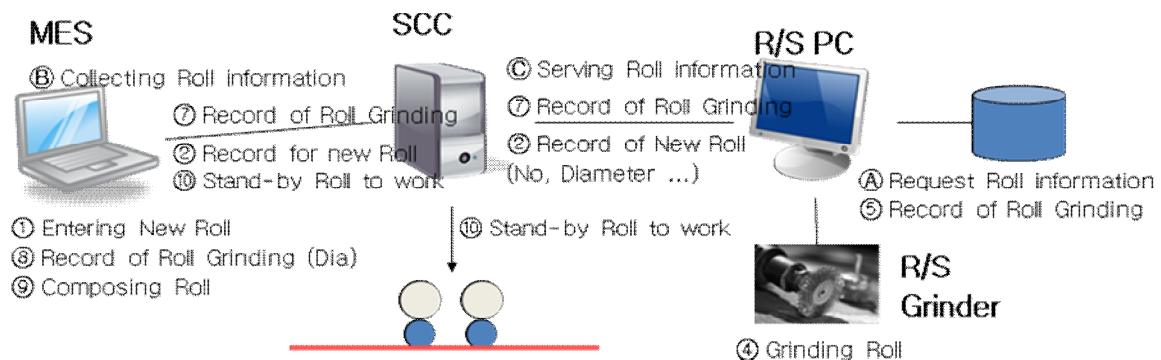 MES
SCC
R/S PC
Ⓑ Collecting Roll information
⑦ Record of Roll Grinding
② Record for new Roll
⑩ Stand-by Roll to work
① Entering New Roll
⑧ Record of Roll Grinding (Dia)
⑨ Composing Roll
Ⓒ Serving Roll information
⑦ Record of Roll Grinding
② Record of New Roll
(No, Diameter ...)
⑩ Stand-by Roll to work
Ⓐ Request Roll information
⑤ Record of Roll Grinding
R/S
Grinder
④ Grinding Roll